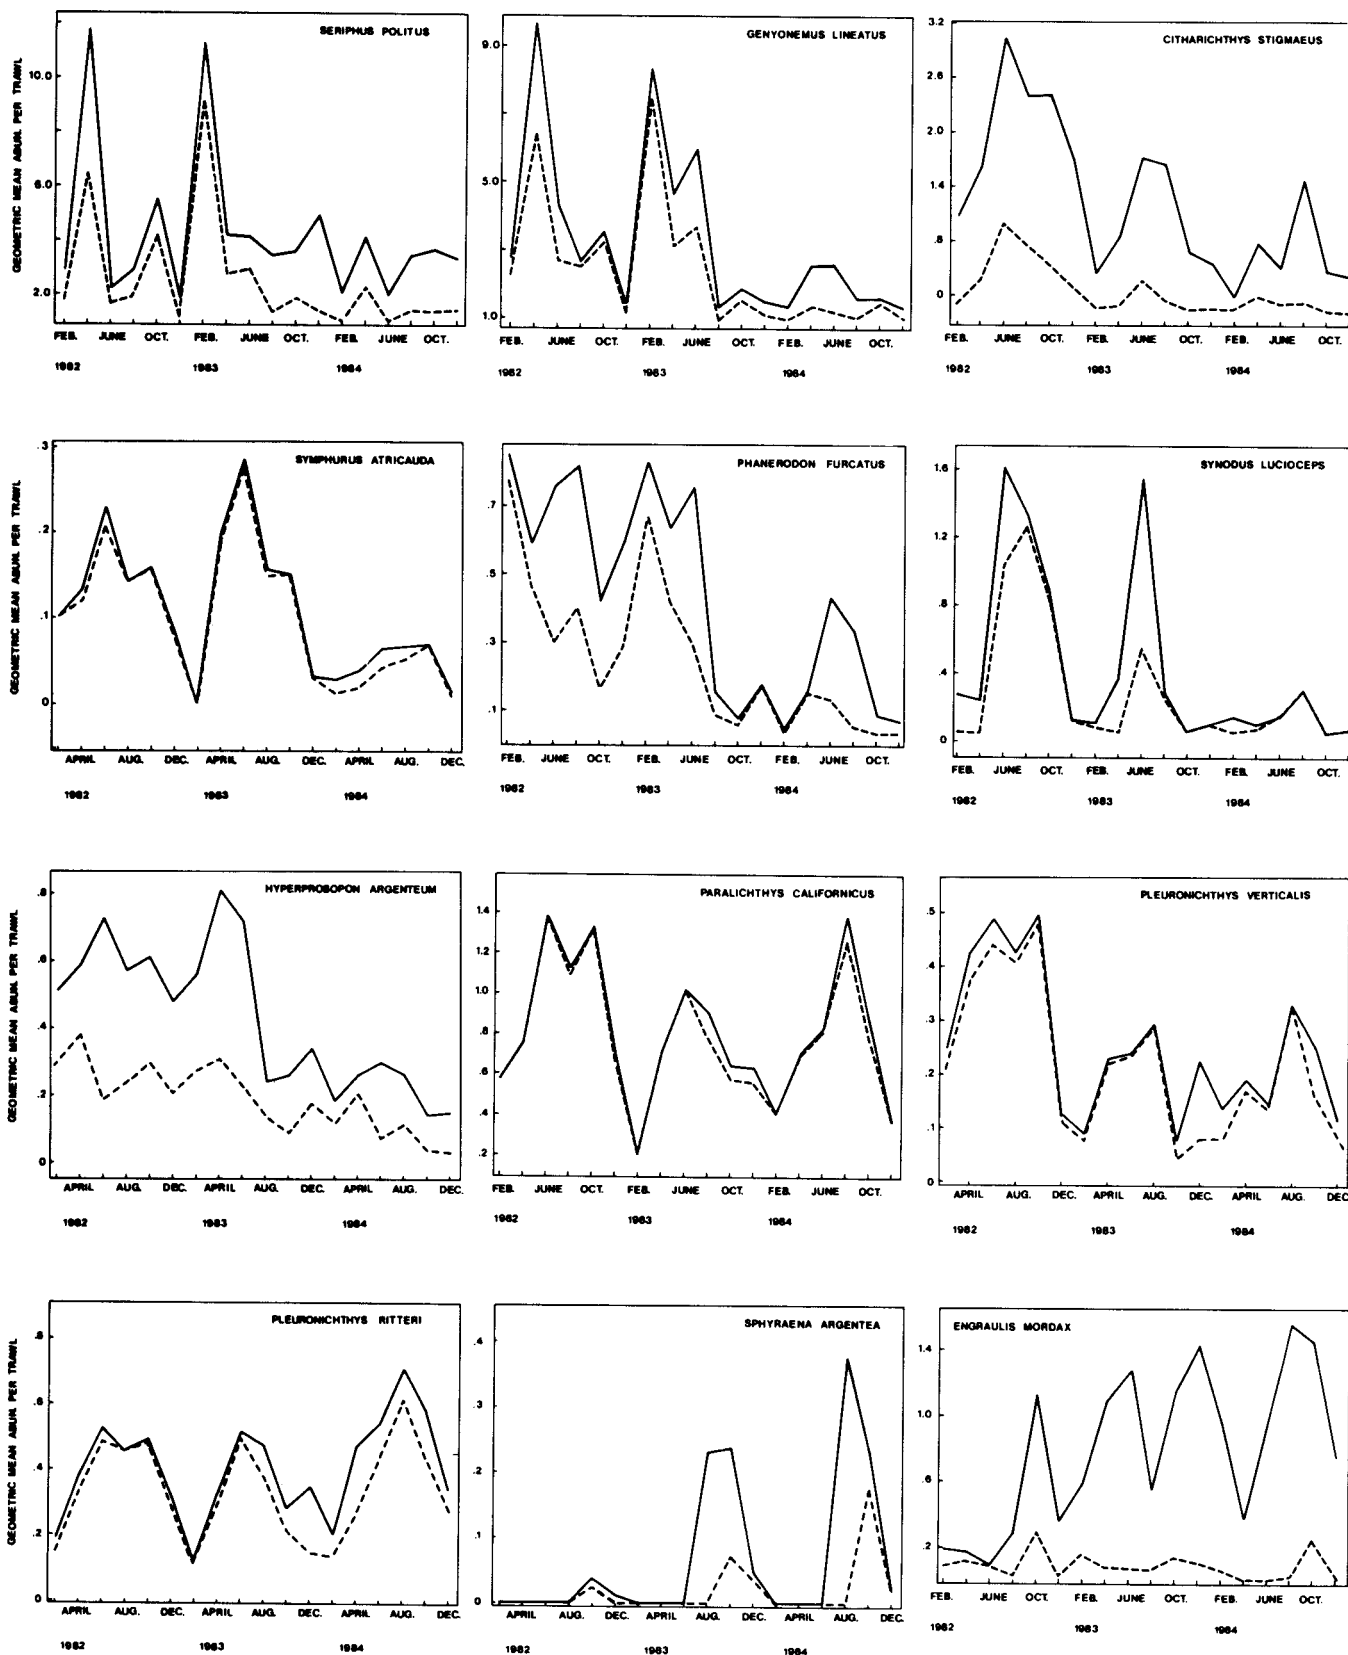 SERIPHUS POLITUS
GEOMETRIC MEAN ABUN. PER TRAWL
10.0
6.0
2.0
FEB. JUNE OCT. FEB. JUNE OCT. FEB. JUNE OCT.
1982 1983 1984
GENYONEMUS LINEATUS
9.0
5.0
1.0
FEB. JUNE OCT. FEB. JUNE OCT. FEB. JUNE OCT.
1982 1983 1984
CITHARICHTHYS STIGMAEUS
3.2
2.6
2.0
1.4
.8
0
FEB. JUNE OCT. FEB. JUNE OCT. FEB. JUNE OCT.
1982 1983 1984
SYMPHURUS ATRICAUDA
GEOMETRIC MEAN ABUN. PER TRAWL
.3
.2
.1
0
APRIL AUG. DEC. APRIL AUG. DEC. APRIL AUG. DEC.
1982 1983 1984
PHANERODON FURCATUS
.7
.5
.3
.1
FEB. JUNE OCT. FEB. JUNE OCT. FEB. JUNE OCT.
1982 1983 1984
SYNODUS LUCIOCEPS
1.6
1.2
.8
.4
0
FEB. JUNE OCT. FEB. JUNE OCT. FEB. JUNE OCT.
1982 1983 1984
HYPERPROSOPON ARGENTEUM
GEOMETRIC MEAN ABUN. PER TRAWL
.8
.6
.4
.2
0
APRIL AUG. DEC. APRIL AUG. DEC. APRIL AUG. DEC.
1982 1983 1984
PARALICHTHYS CALIFORNICUS
1.4
1.2
1.0
.8
.6
.4
.2
FEB. JUNE OCT. FEB. JUNE OCT. FEB. JUNE OCT.
1982 1983 1984
PLEURONICHTHYS VERTICALIS
.5
.4
.3
.2
.1
0
APRIL AUG. DEC. APRIL AUG. DEC. APRIL AUG. DEC.
1982 1983 1984
PLEURONICHTHYS RITTERI
GEOMETRIC MEAN ABUN. PER TRAWL
.8
.6
.4
.2
0
APRIL AUG. DEC. APRIL AUG. DEC. APRIL AUG. DEC.
1982 1983 1984
SPHYRAENA ARGENTEA
.4
.3
.2
.1
0
APRIL AUG. DEC. APRIL AUG. DEC. APRIL AUG. DEC.
1982 1983 1984
ENGRAULIS MORDAX
1.4
1.0
.6
.2
FEB. JUNE OCT. FEB. JUNE OCT. FEB. JUNE OCT.
1982 1983 1984